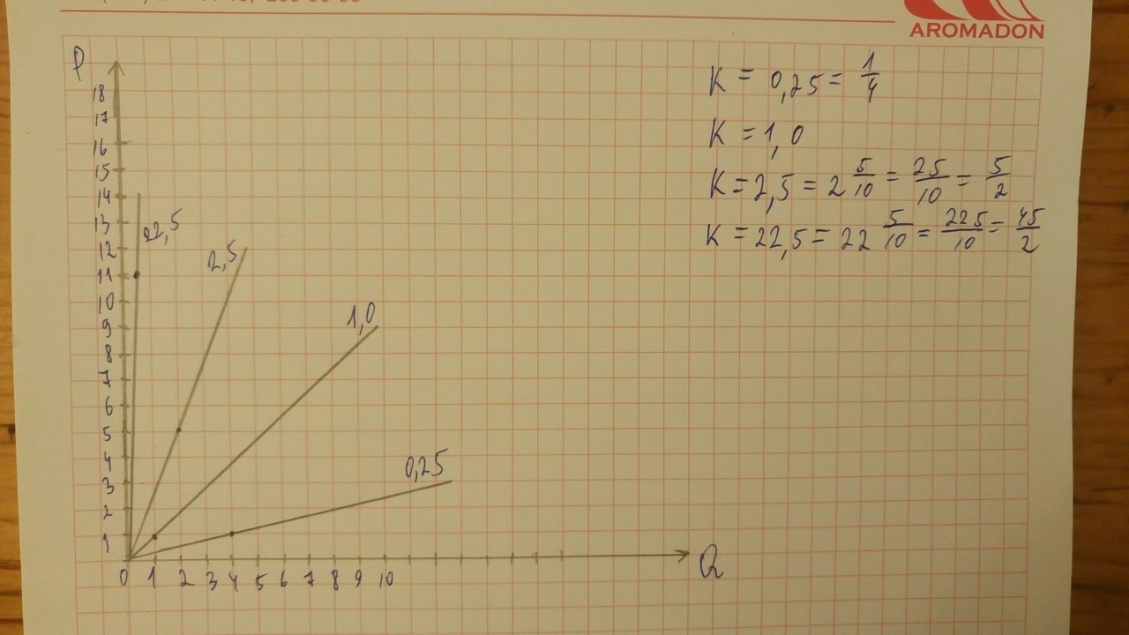 AROMADON
P
18
17
16
15
14
13
12
11
10
9
8
7
6
5
4
3
2
1
22,5
2,5
1,0
0,25
0 1 2 3 4 5 6 7 8 9 10
Q
K = 0,25 = 1/4
K = 1,0
K = 2,5 = 2 5/10 = 25/10 = 5/2
K = 22,5 = 22 5/10 = 225/10 = 45/2